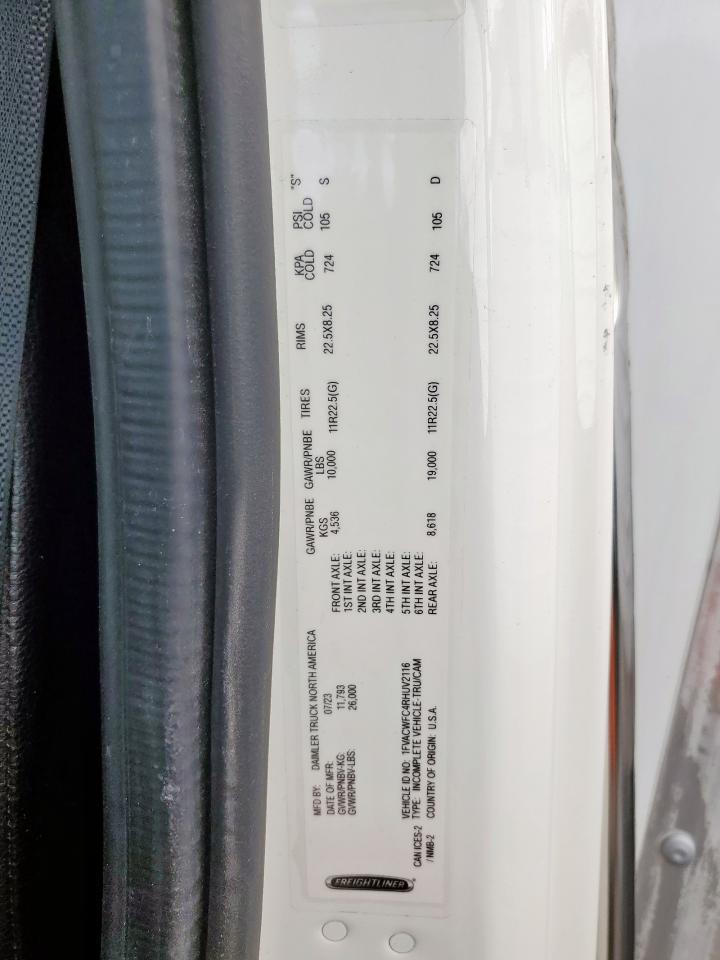 FREIGHTLINER
MFD BY: DAIMLER TRUCK NORTH AMERICA
DATE OF MFR: 07/23
GVWR/PNBV-KG: 11,793
GVWR/PNBV-LBS: 26,000
CAN ICES-2 / NMB-2
VEHICLE ID NO: 1FVACWFC4RHUV2116
TYPE: INCOMPLETE VEHICLE-TRU/CAM
COUNTRY OF ORIGIN: U.S.A.
GAWR/PNBE KGS GAWR/PNBE LBS TIRES RIMS KPA COLD PSI COLD "S"
FRONT AXLE: 4,536 10,000 11R22.5(G) 22.5X8.25 724 105 S
1ST INT AXLE:
2ND INT AXLE:
3RD INT AXLE:
4TH INT AXLE:
5TH INT AXLE:
6TH INT AXLE:
REAR AXLE: 8,618 19,000 11R22.5(G) 22.5X8.25 724 105 D